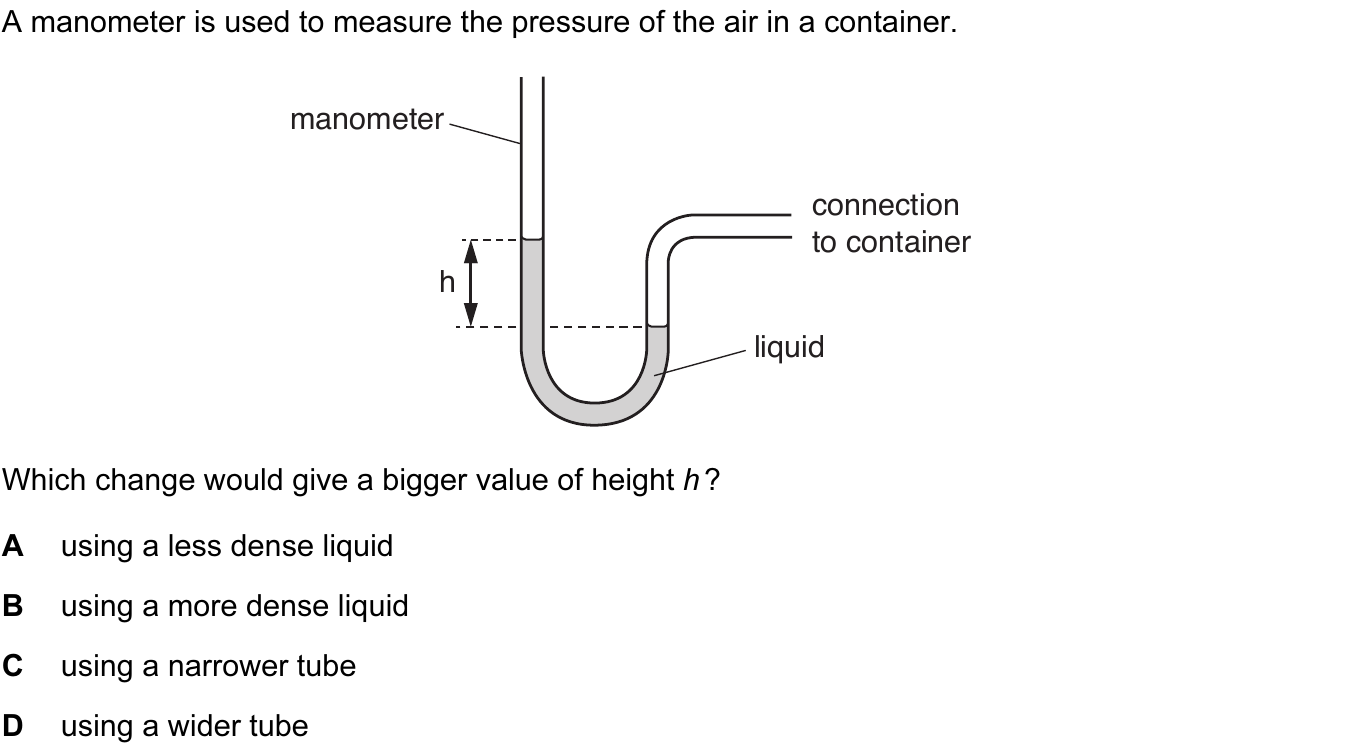 A manometer is used to measure the pressure of the air in a container.
manometer
connection
to container
h
liquid
Which change would give a bigger value of height h?
A using a less dense liquid
B using a more dense liquid
C using a narrower tube
D using a wider tube